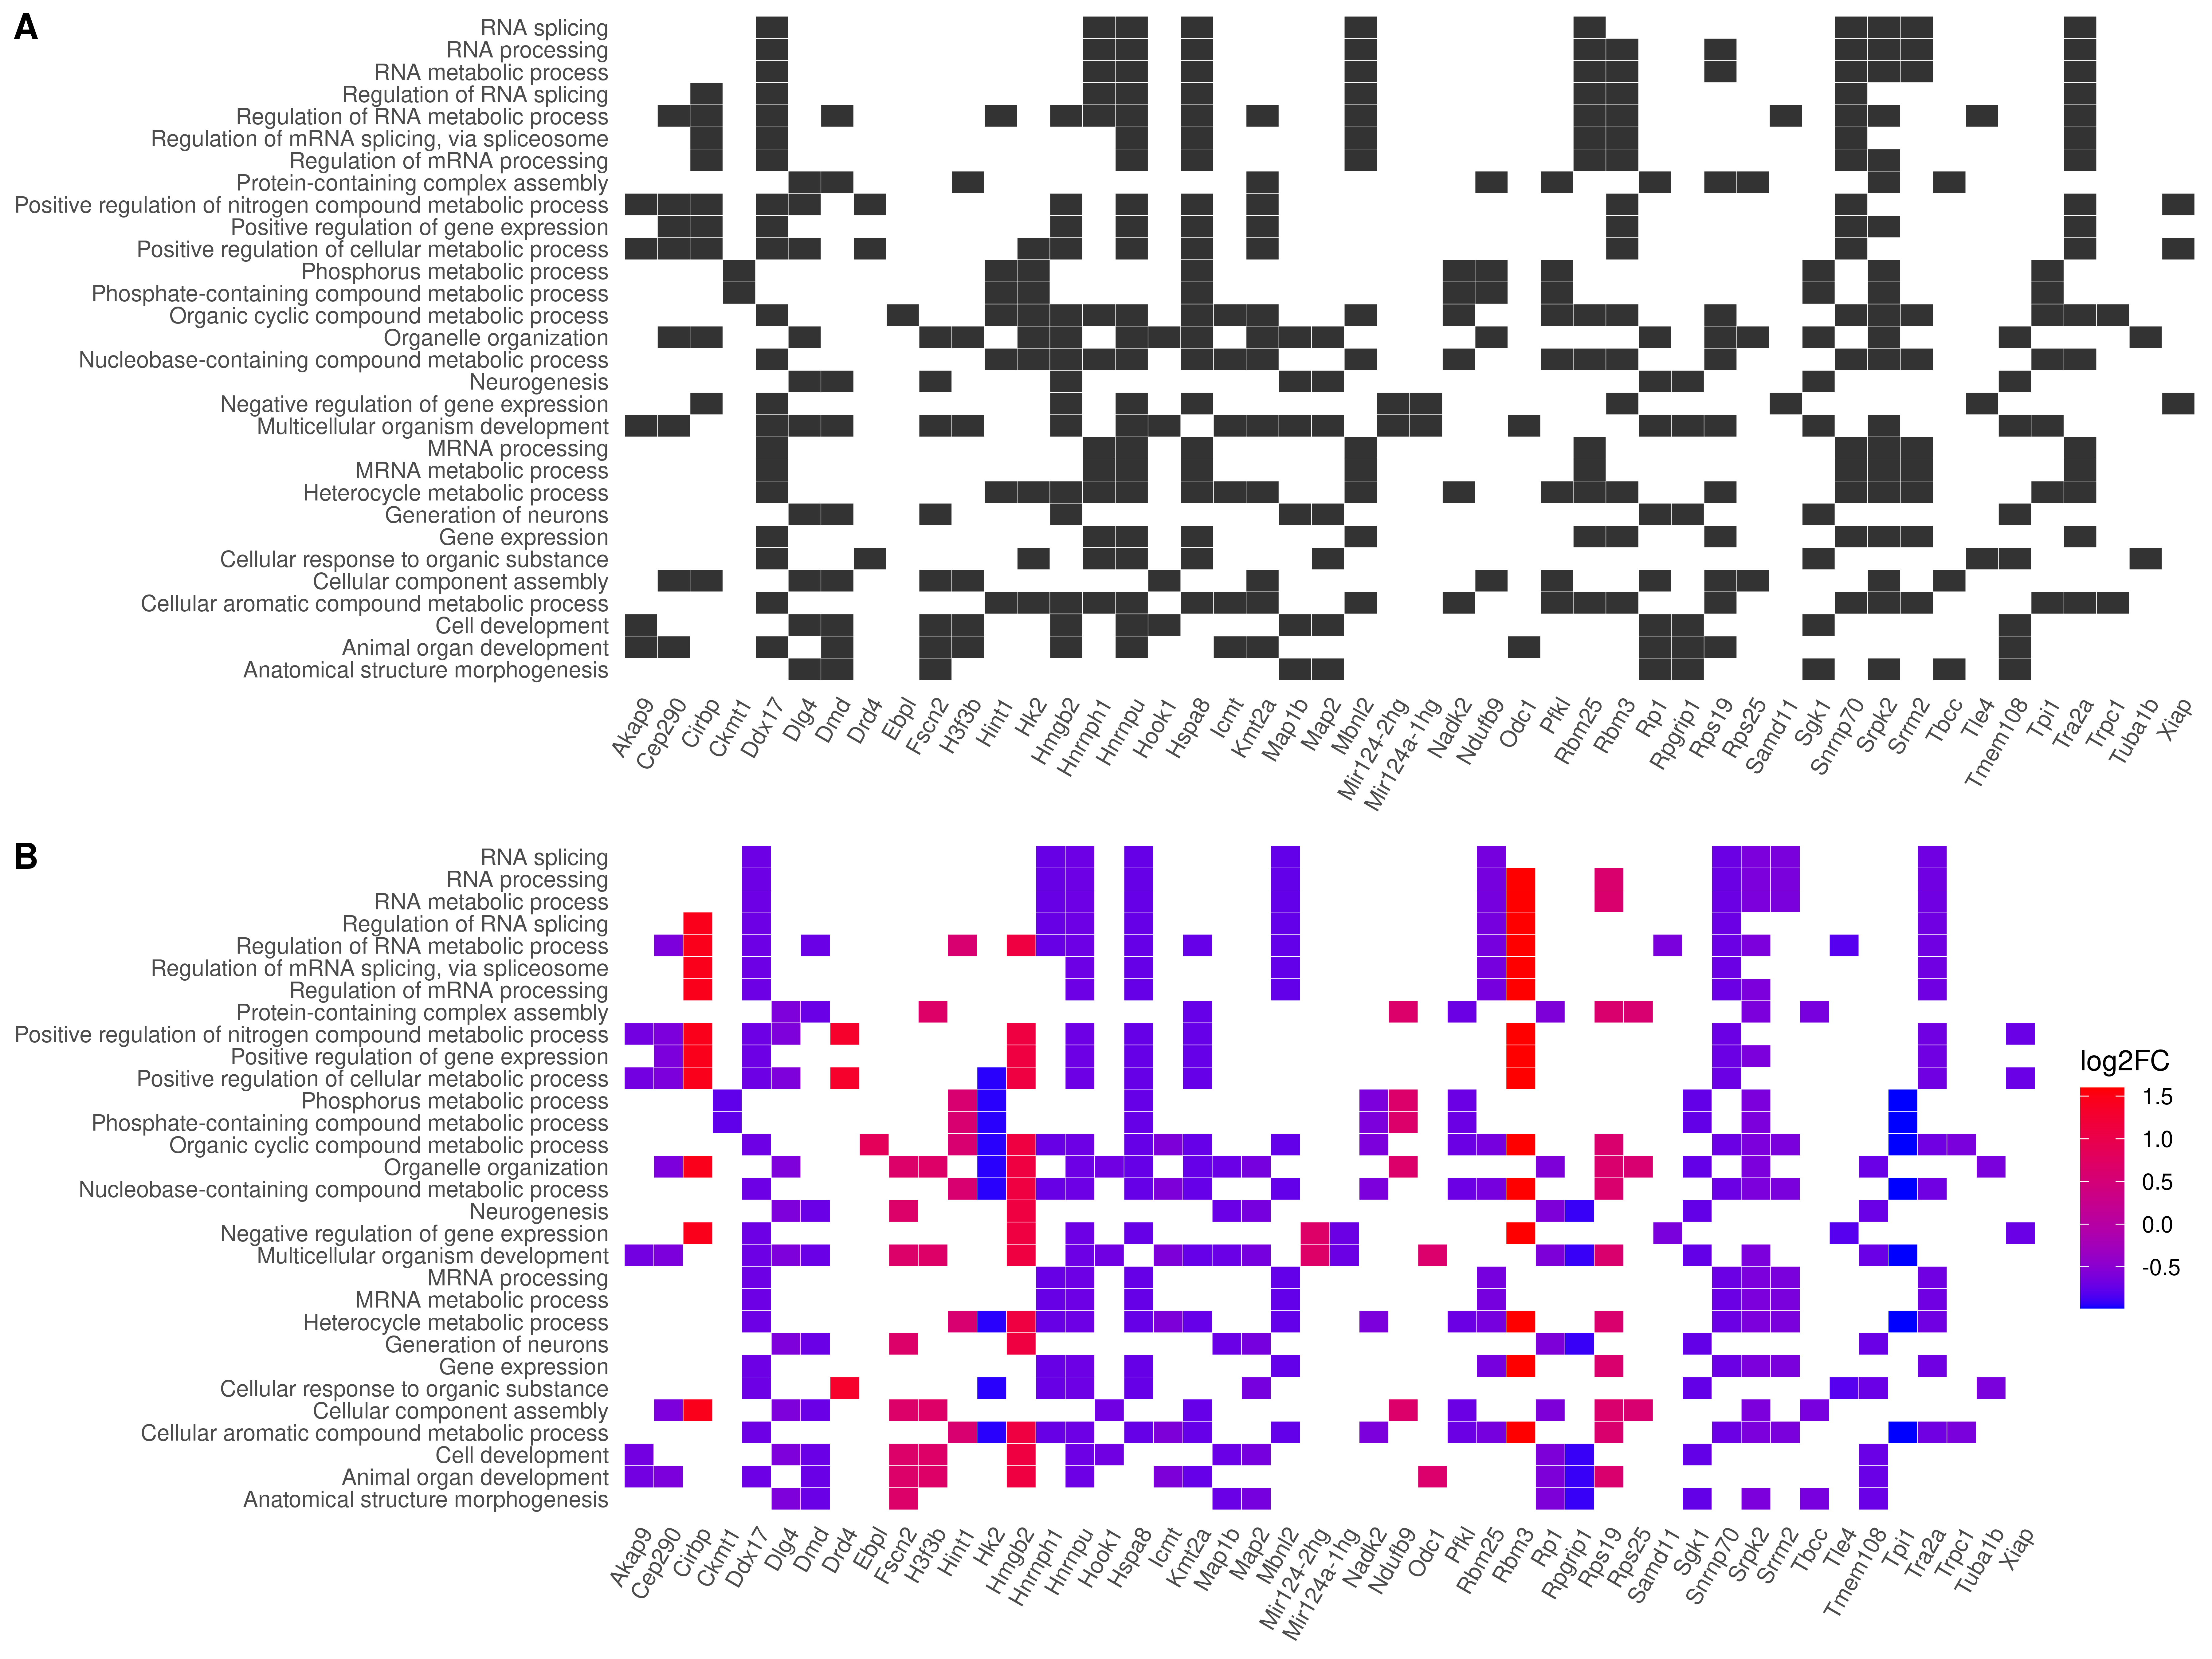 A
RNA splicing
RNA processing
RNA metabolic process
Regulation of RNA splicing
Regulation of RNA metabolic process
Regulation of mRNA splicing, via spliceosome
Regulation of mRNA processing
Protein-containing complex assembly
Positive regulation of nitrogen compound metabolic process
Positive regulation of gene expression
Positive regulation of cellular metabolic process
Phosphorus metabolic process
Phosphate-containing compound metabolic process
Organic cyclic compound metabolic process
Organelle organization
Nucleobase-containing compound metabolic process
Neurogenesis
Negative regulation of gene expression
Multicellular organism development
MRNA processing
MRNA metabolic process
Heterocycle metabolic process
Generation of neurons
Gene expression
Cellular response to organic substance
Cellular component assembly
Cellular aromatic compound metabolic process
Cell development
Animal organ development
Anatomical structure morphogenesis
Akap9
Cep290
Cirbp
Ckmt1
Ddx17
Dlg4
Dmd
Drd4
Ebpl
Fscn2
H3f3b
Hint1
Hk2
Hmgb2
Hnrnph1
Hnrnpu
Hook1
Hspa8
Icmt
Kmt2a
Map1b
Map2
Mbnl2
Mir124-2hg
Mir124a-1hg
Nadk2
Ndufb9
Odc1
Pfkl
Rbm25
Rbm3
Rp1
Rpgrip1
Rps19
Rps25
Samd11
Sgk1
Snrnp70
Srpk2
Srrm2
Tbcc
Tle4
Tmem108
Tpi1
Tra2a
Trpc1
Tuba1b
Xiap
B
RNA splicing
RNA processing
RNA metabolic process
Regulation of RNA splicing
Regulation of RNA metabolic process
Regulation of mRNA splicing, via spliceosome
Regulation of mRNA processing
Protein-containing complex assembly
Positive regulation of nitrogen compound metabolic process
Positive regulation of gene expression
Positive regulation of cellular metabolic process
Phosphorus metabolic process
Phosphate-containing compound metabolic process
Organic cyclic compound metabolic process
Organelle organization
Nucleobase-containing compound metabolic process
Neurogenesis
Negative regulation of gene expression
Multicellular organism development
MRNA processing
MRNA metabolic process
Heterocycle metabolic process
Generation of neurons
Gene expression
Cellular response to organic substance
Cellular component assembly
Cellular aromatic compound metabolic process
Cell development
Animal organ development
Anatomical structure morphogenesis
Akap9
Cep290
Cirbp
Ckmt1
Ddx17
Dlg4
Dmd
Drd4
Ebpl
Fscn2
H3f3b
Hint1
Hk2
Hmgb2
Hnrnph1
Hnrnpu
Hook1
Hspa8
Icmt
Kmt2a
Map1b
Map2
Mbnl2
Mir124-2hg
Mir124a-1hg
Nadk2
Ndufb9
Odc1
Pfkl
Rbm25
Rbm3
Rp1
Rpgrip1
Rps19
Rps25
Samd11
Sgk1
Snrnp70
Srpk2
Srrm2
Tbcc
Tle4
Tmem108
Tpi1
Tra2a
Trpc1
Tuba1b
Xiap
log2FC
1.5
1.0
0.5
0.0
-0.5